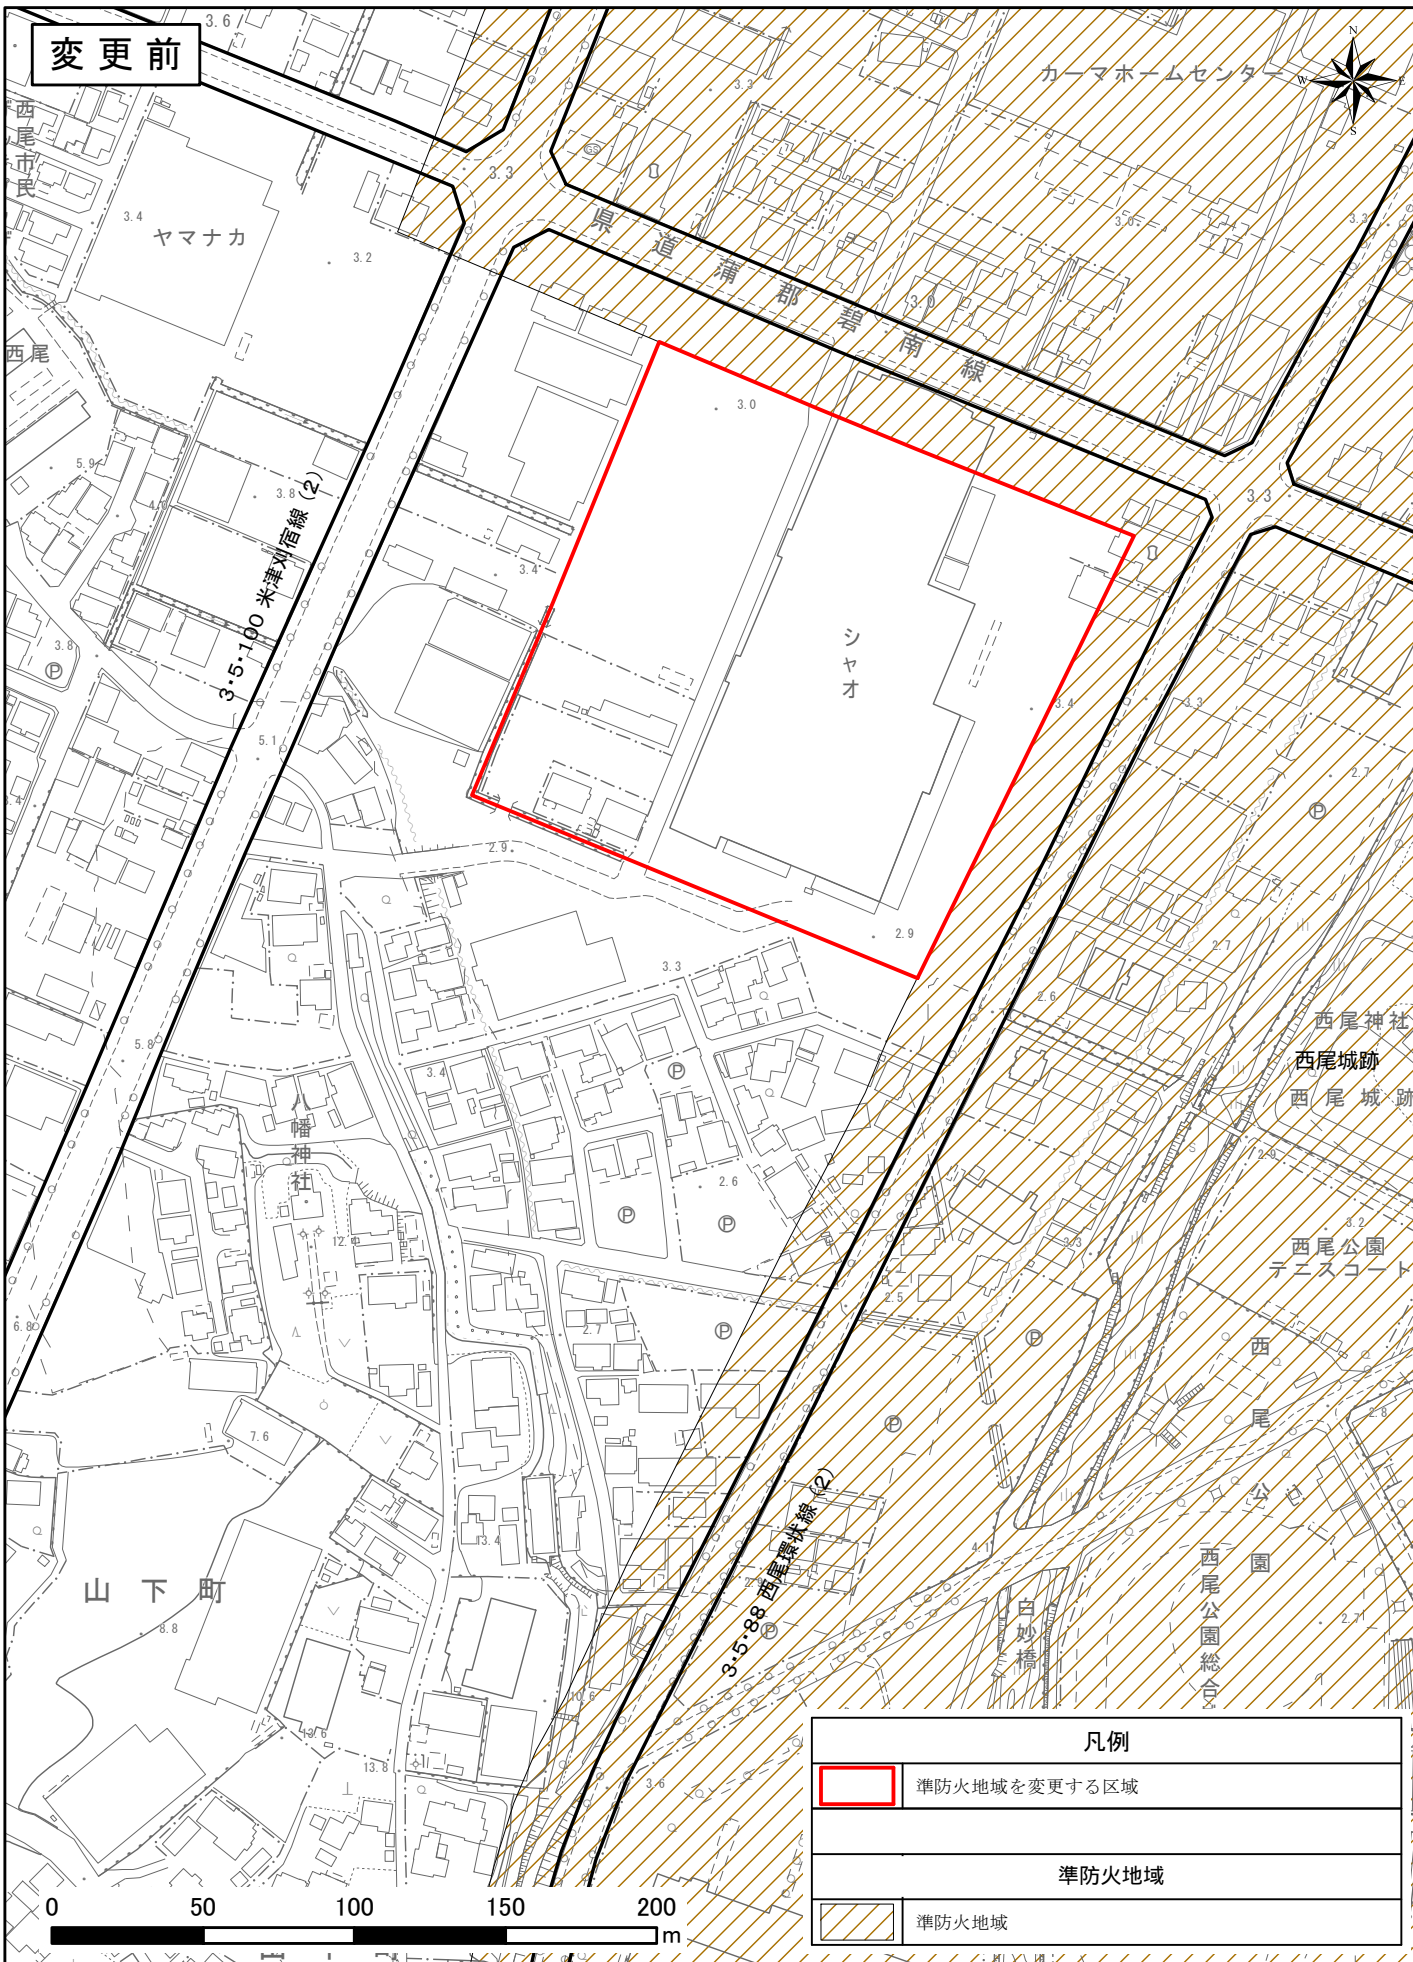 変更前
3.6
N
W
E
S
カーマホームセンター
3.3
西尾市民
GS
3.3
3.4
ヤマナカ
3.2
県道蒲郡碧南線
3.0
3.3
3.0
西尾
3.0
5.9
4.0
3.8
3・5・100 米津刈宿線(2)
3.3
3.4
シャオ
3.8
P
3.4
3.3
5.1
2.7
P
3.4
2.9
2.9
2.7
3.3
2.6
西尾神社
西尾城跡
西尾城跡
5.8
3.4
P
八幡神社
2.9
2.6
P
P
3.2
西尾公園
テニスコート
12.
3.3
2.5
6.8
2.7
P
P
西尾公園
2.8
P
7.6
3・5・88 西尾環状線(2)
13.4
4.1
2.9
西尾公園総合
山下町
8.8
白妙橋
2.7
P
10.6
13.6
13.8
3.6
凡例
準防火地域を変更する区域
準防火地域
準防火地域
0 50 100 150 200
m